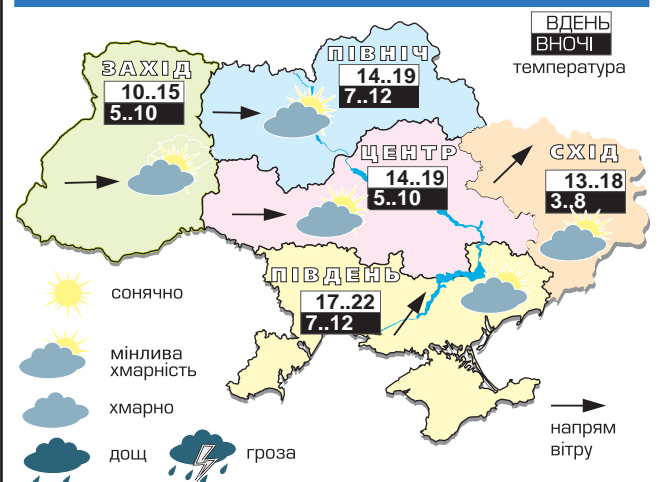 ВДЕНЬ
ВНОЧІ
температура
ЗАХІД
10..15
5..10
ПІВНІЧ
14..19
7..12
ЦЕНТР
14..19
5..10
СХІД
13..18
3..8
ПІВДЕНЬ
17..22
7..12
сонячно
мінлива
хмарність
хмарно
дощ
гроза
напрям
вітру